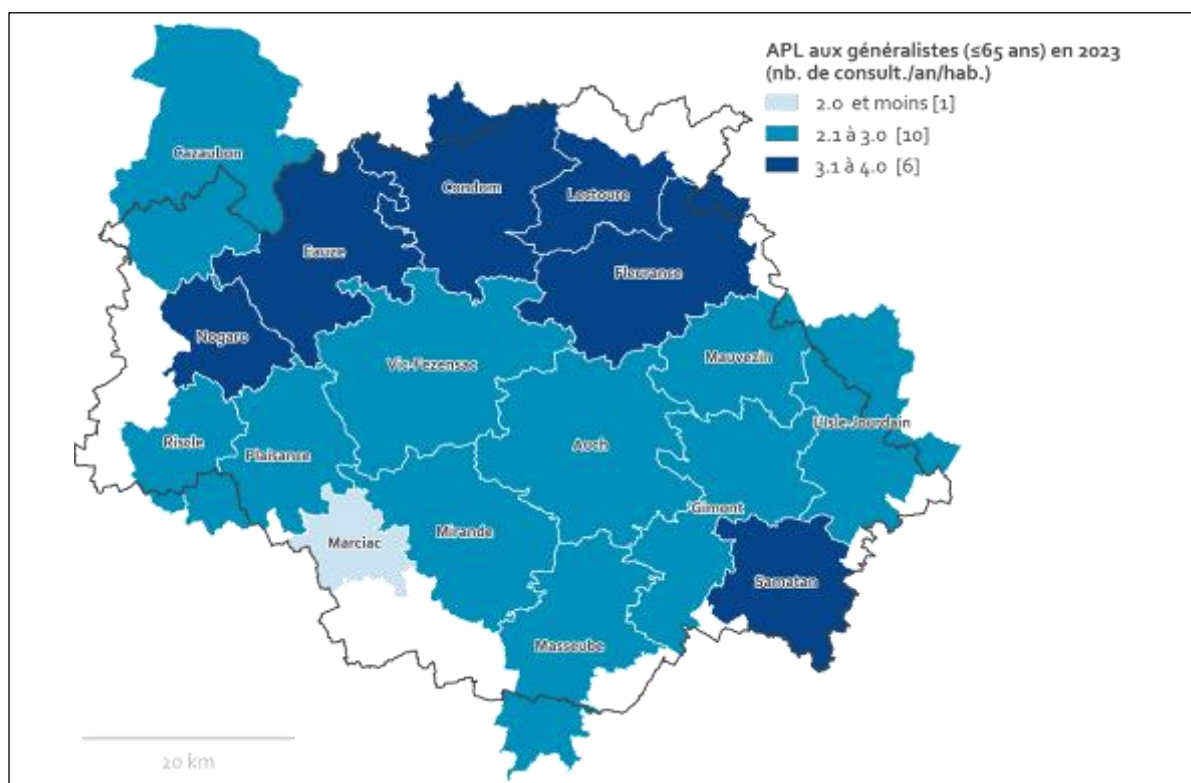 APL aux généralistes (≤65 ans) en 2023
(nb. de consult./an/hab.)
2.0 et moins [1]
2.1 à 3.0 [10]
3.1 à 4.0 [6]
Cazaubon
Condom
Lectoure
Eauze
Fleurance
Nogaro
Mauvezin
Vic-Fezensac
L'Isle-Jourdain
Riscle
Plaisance
Auch
Gimont
Marciac
Mirande
Samatan
Masseube
20 km